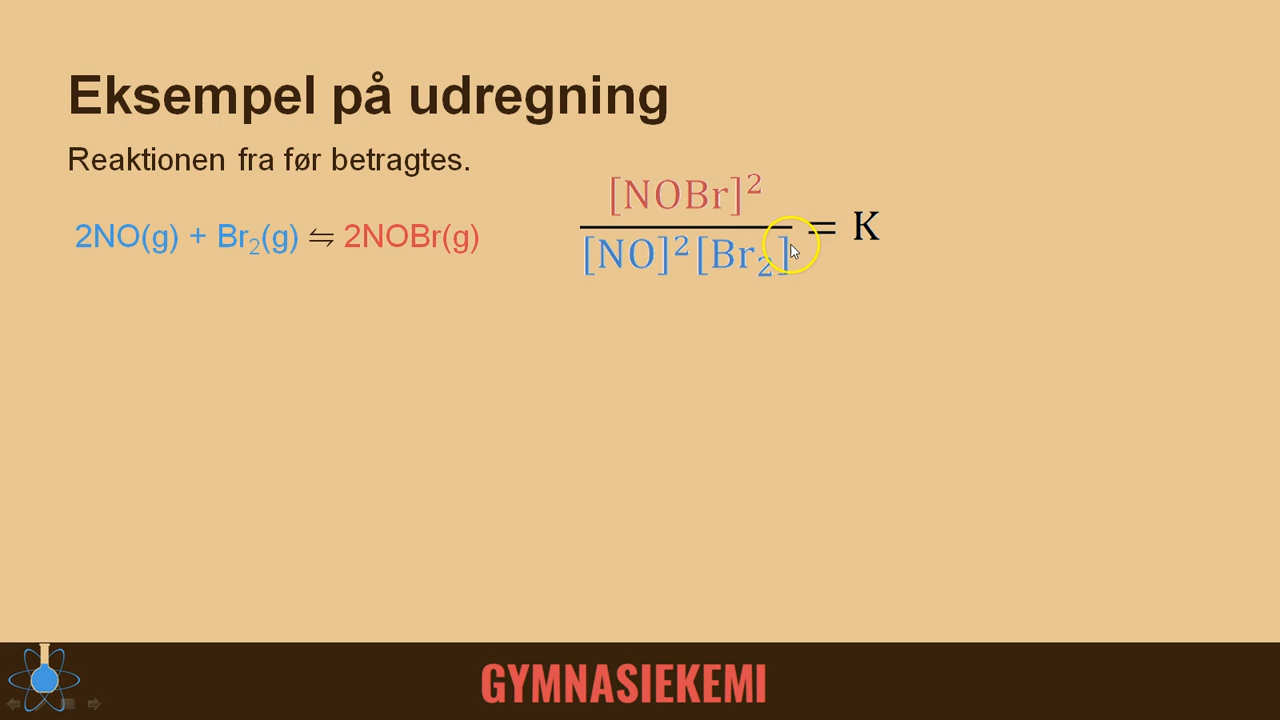 Eksempel på udregning
Reaktionen fra før betragtes.
2NO(g) + Br₂(g) ⇋ 2NOBr(g)
[NOBr]²
[NO]²[Br₂]
= K
GYMNASIEKEMI